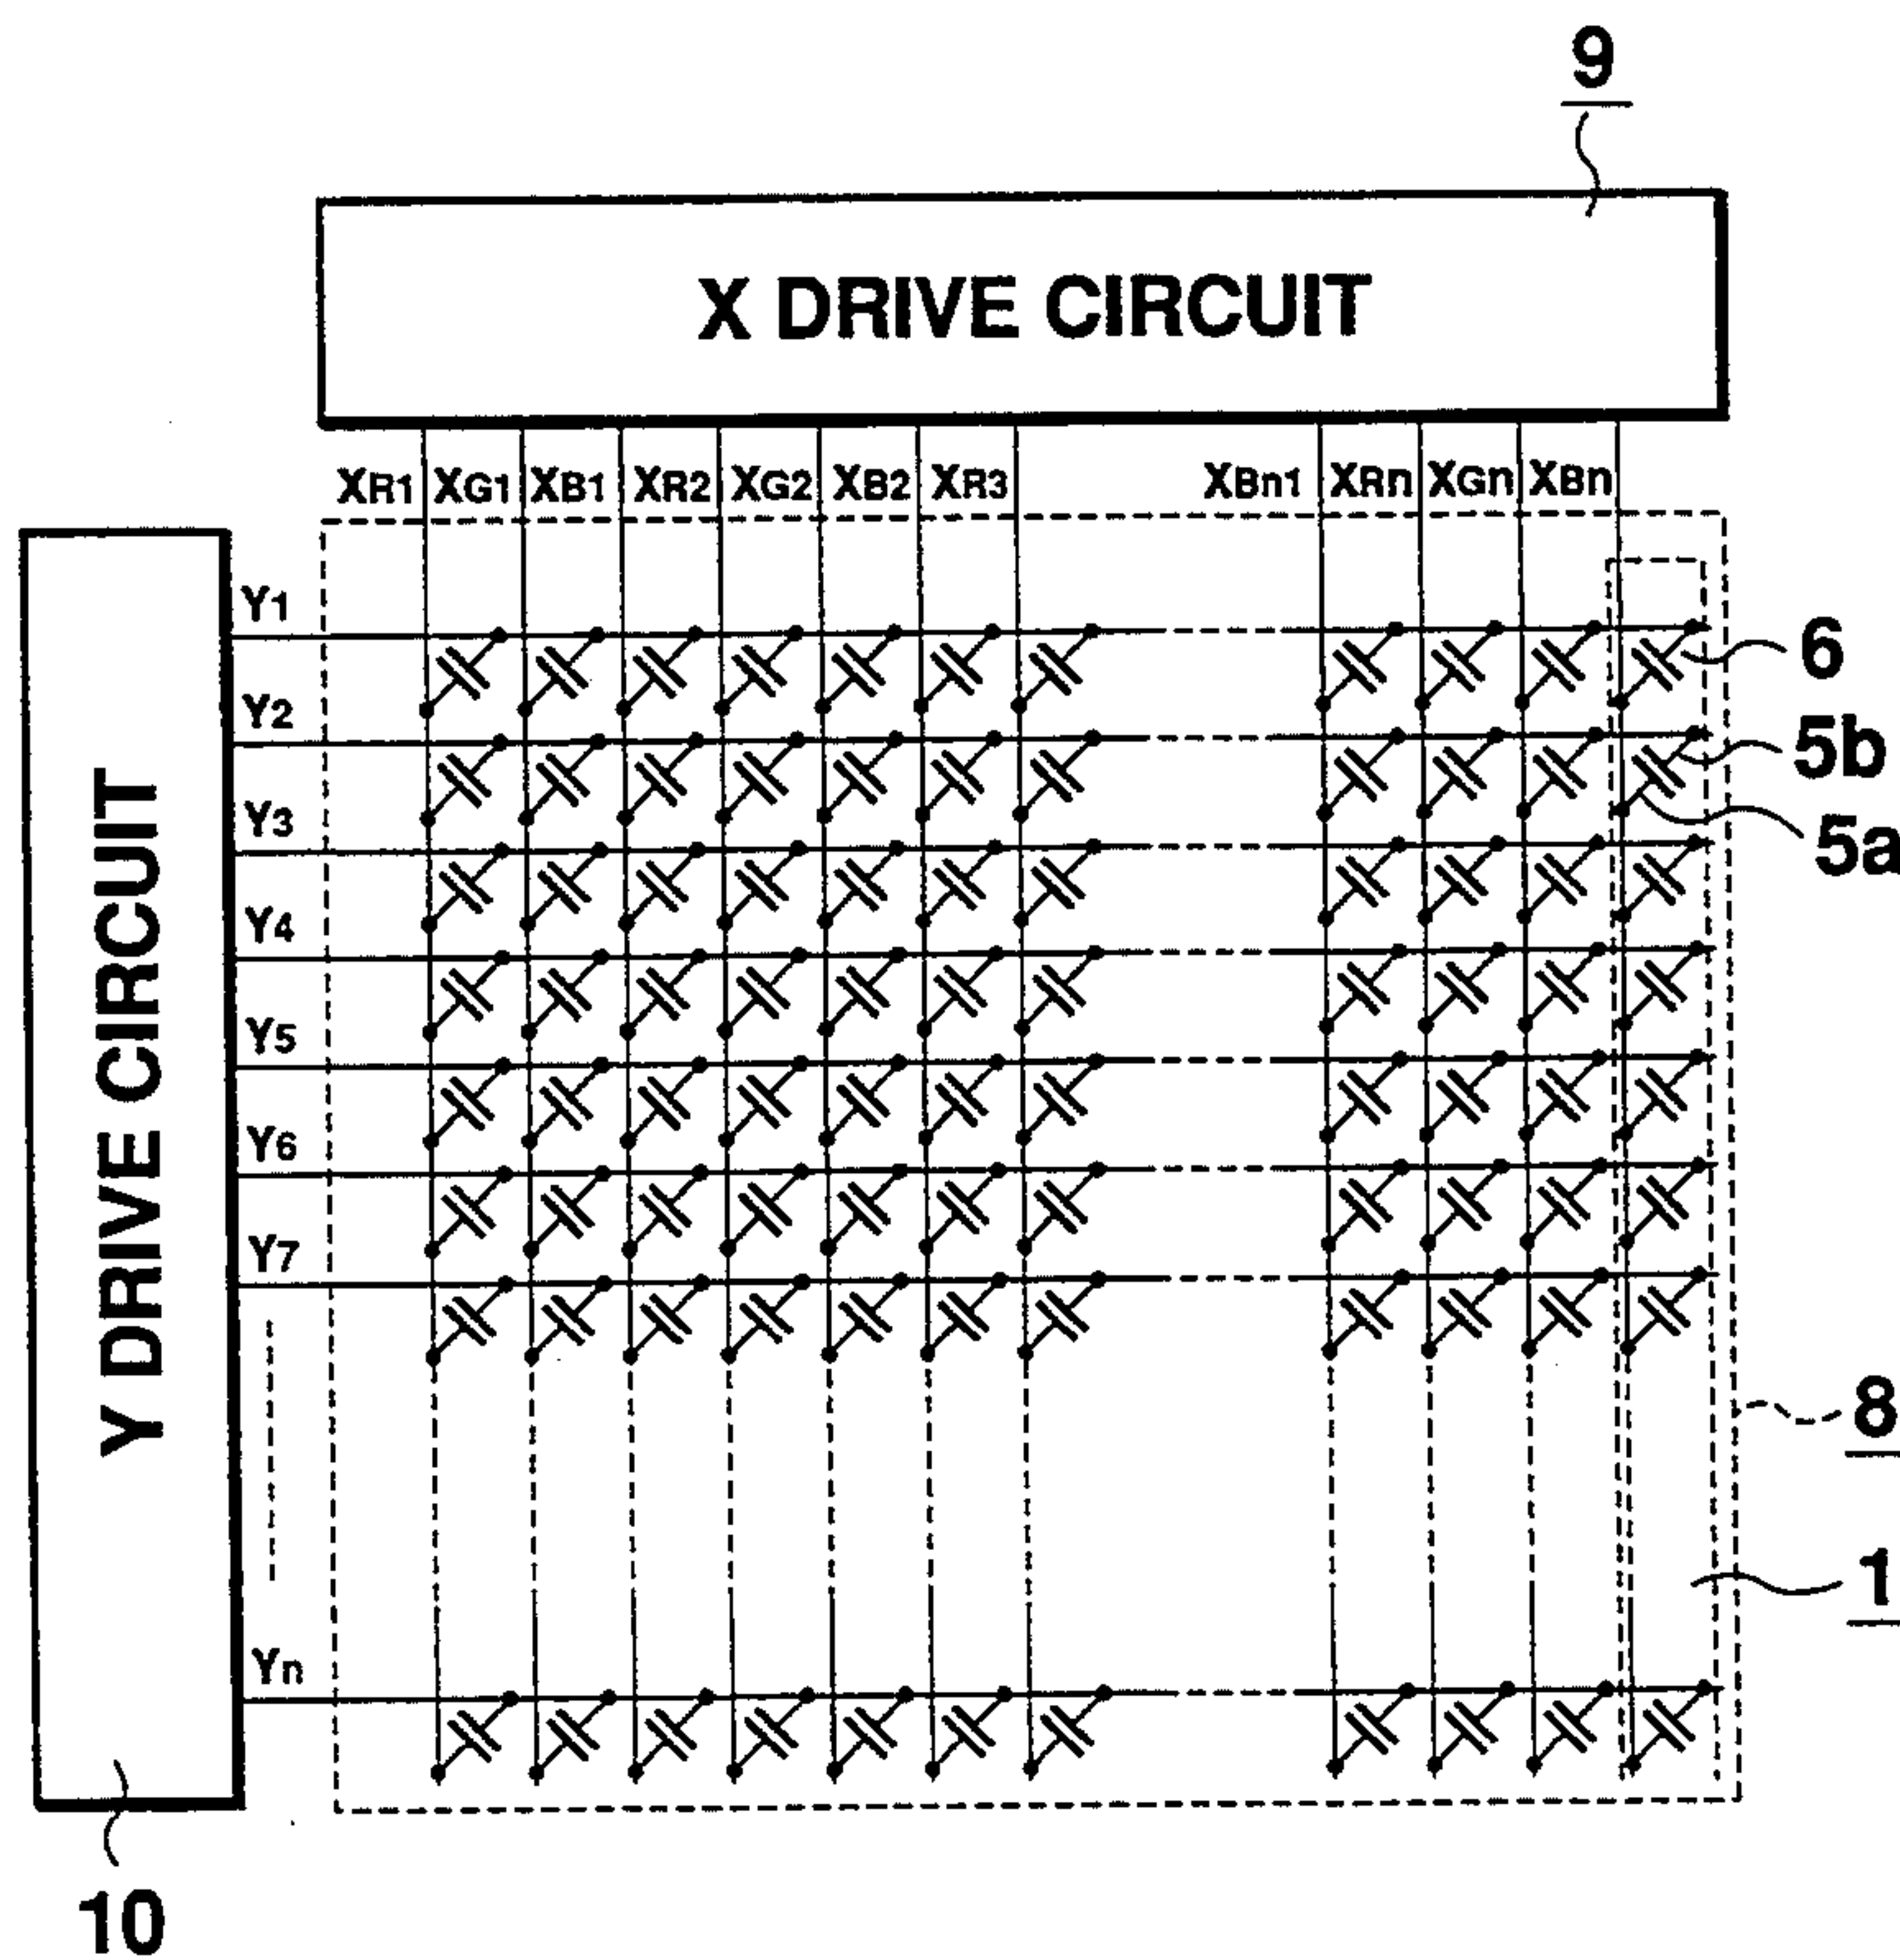 9
X DRIVE CIRCUIT
XR1 XG1 XB1 XR2 XG2 XB2 XR3 XBn1 XRn XGn XBn
Y1
6
Y2
5b
Y3
5a
Y4
Y5
Y6
Y7
Y DRIVE CIRCUIT
8
1
Yn
10